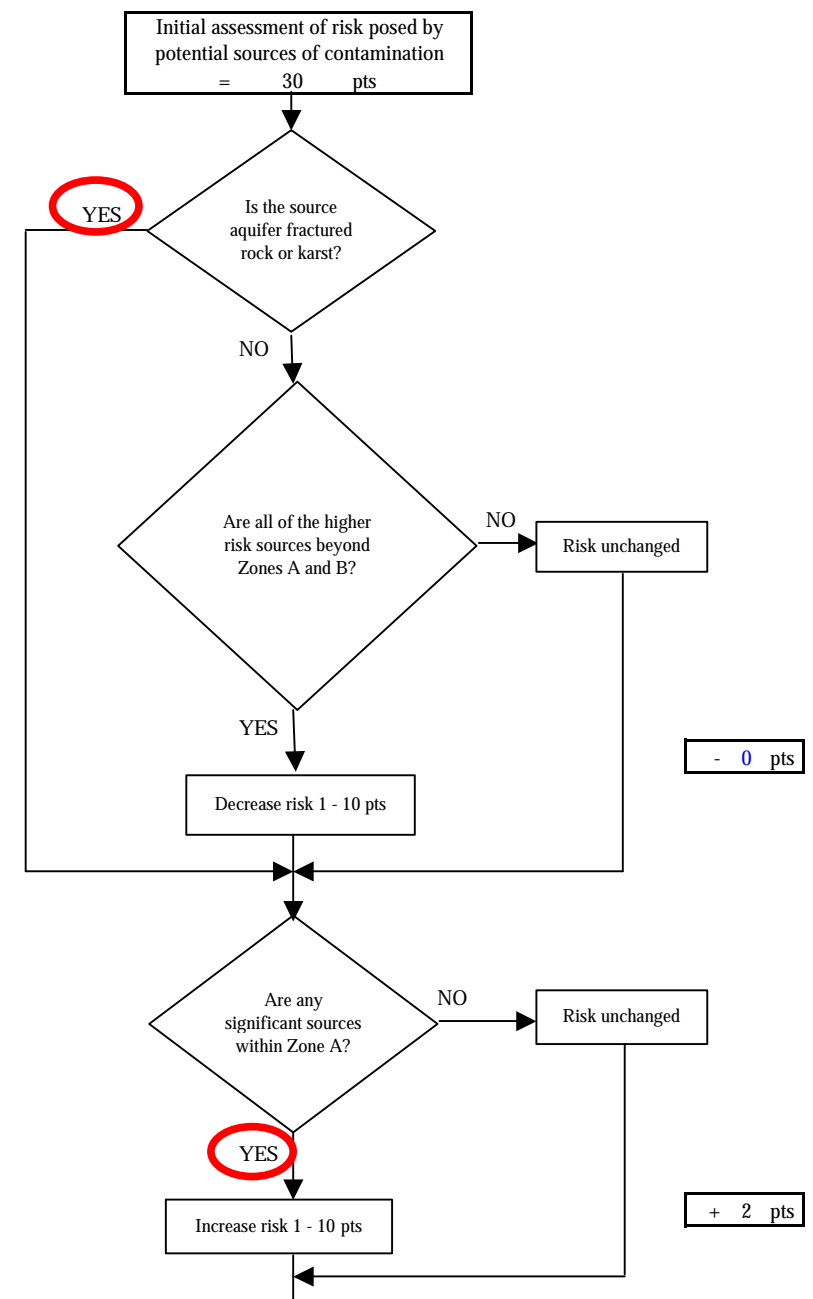 Initial assessment of risk posed by
potential sources of contamination
= 30 pts
YES
Is the source
aquifer fractured
rock or karst?
NO
Are all of the higher
risk sources beyond
Zones A and B?
NO
Risk unchanged
YES
- 0 pts
Decrease risk 1 - 10 pts
Are any
significant sources
within Zone A?
NO
Risk unchanged
YES
+ 2 pts
Increase risk 1 - 10 pts